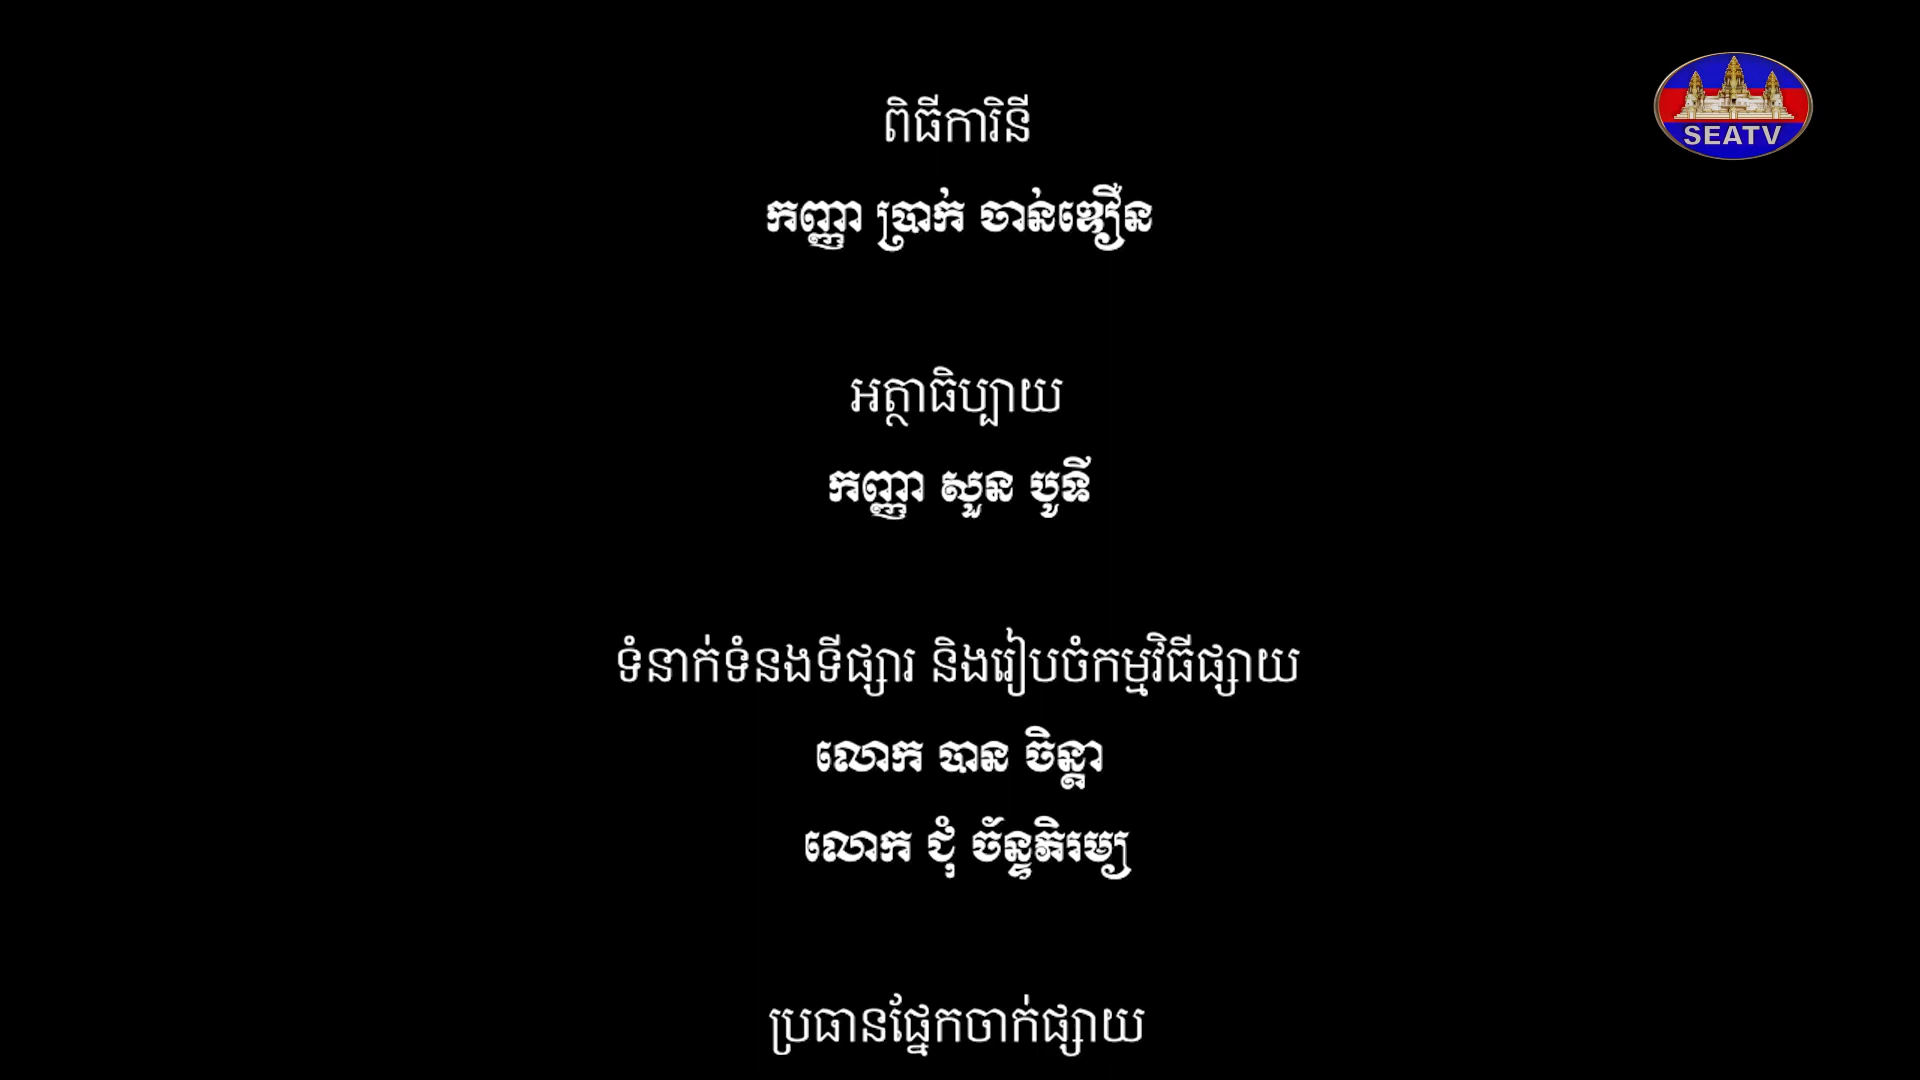 SEATV
ពិធីការិនី
កញ្ញា ប្រាក់ ចាន់ឌឿន
អត្ថាធិប្បាយ
កញ្ញា សួន បូទី
ទំនាក់ទំនងទីផ្សារ និងរៀបចំកម្មវិធីផ្សាយ
លោក បាន ចិន្តា
លោក ជុំ ច័ន្ទភិរម្យ
ប្រធានផ្នែកចាក់ផ្សាយ